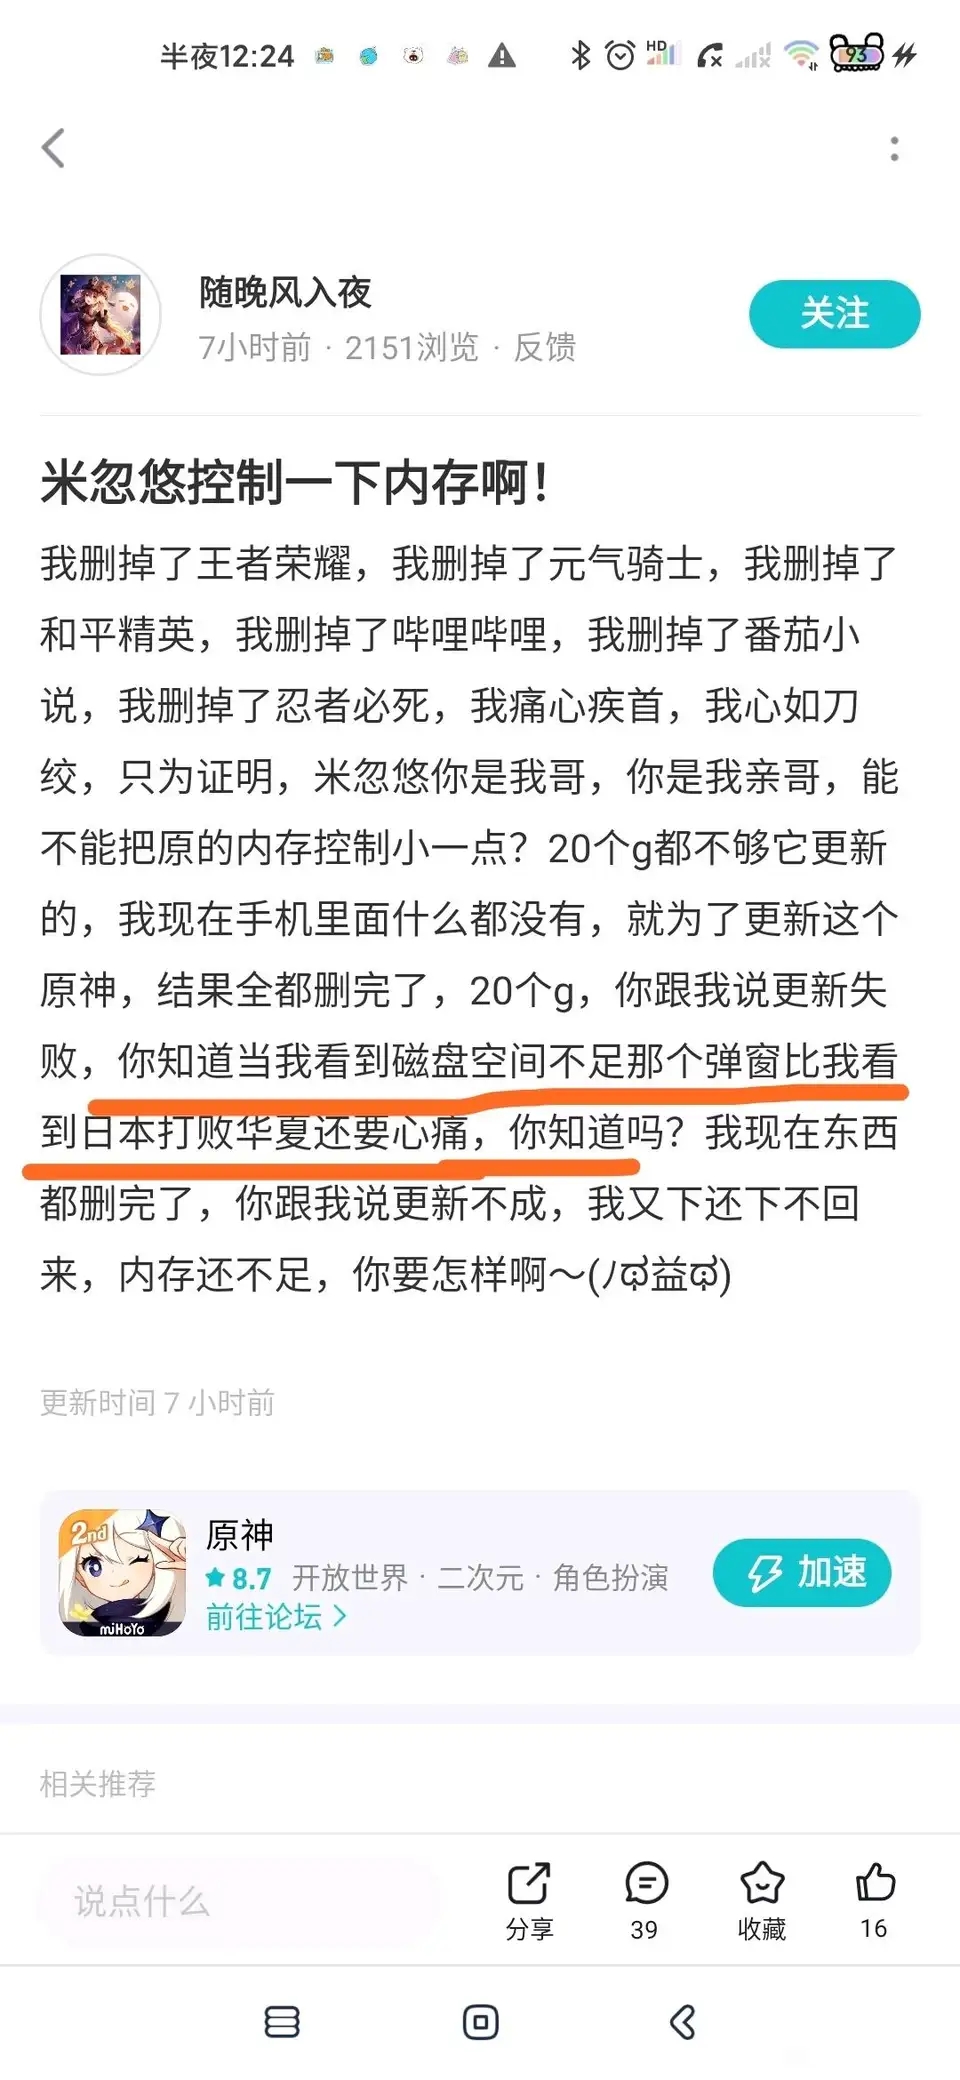 半夜12:24
HD
93
随晚风入夜
7小时前 · 2151浏览 · 反馈
关注
米忽悠控制一下内存啊！
我删掉了王者荣耀，我删掉了元气骑士，我删掉了
和平精英，我删掉了哔哩哔哩，我删掉了番茄小
说，我删掉了忍者必死，我痛心疾首，我心如刀
绞，只为证明，米忽悠你是我哥，你是我亲哥，能
不能把原的内存控制小一点？20个g都不够它更新
的，我现在手机里面什么都没有，就为了更新这个
原神，结果全都删完了，20个g，你跟我说更新失
败，你知道当我看到磁盘空间不足那个弹窗比我看
到日本打败华夏还要心痛，你知道吗？我现在东西
都删完了，你跟我说更新不成，我又下还下不回
来，内存还不足，你要怎样啊～(ﾉಥ益ಥ)
更新时间 7 小时前
2nd
miHoYo
原神
8.7 开放世界 · 二次元 · 角色扮演
前往论坛
加速
相关推荐
说点什么
分享
39
收藏
16